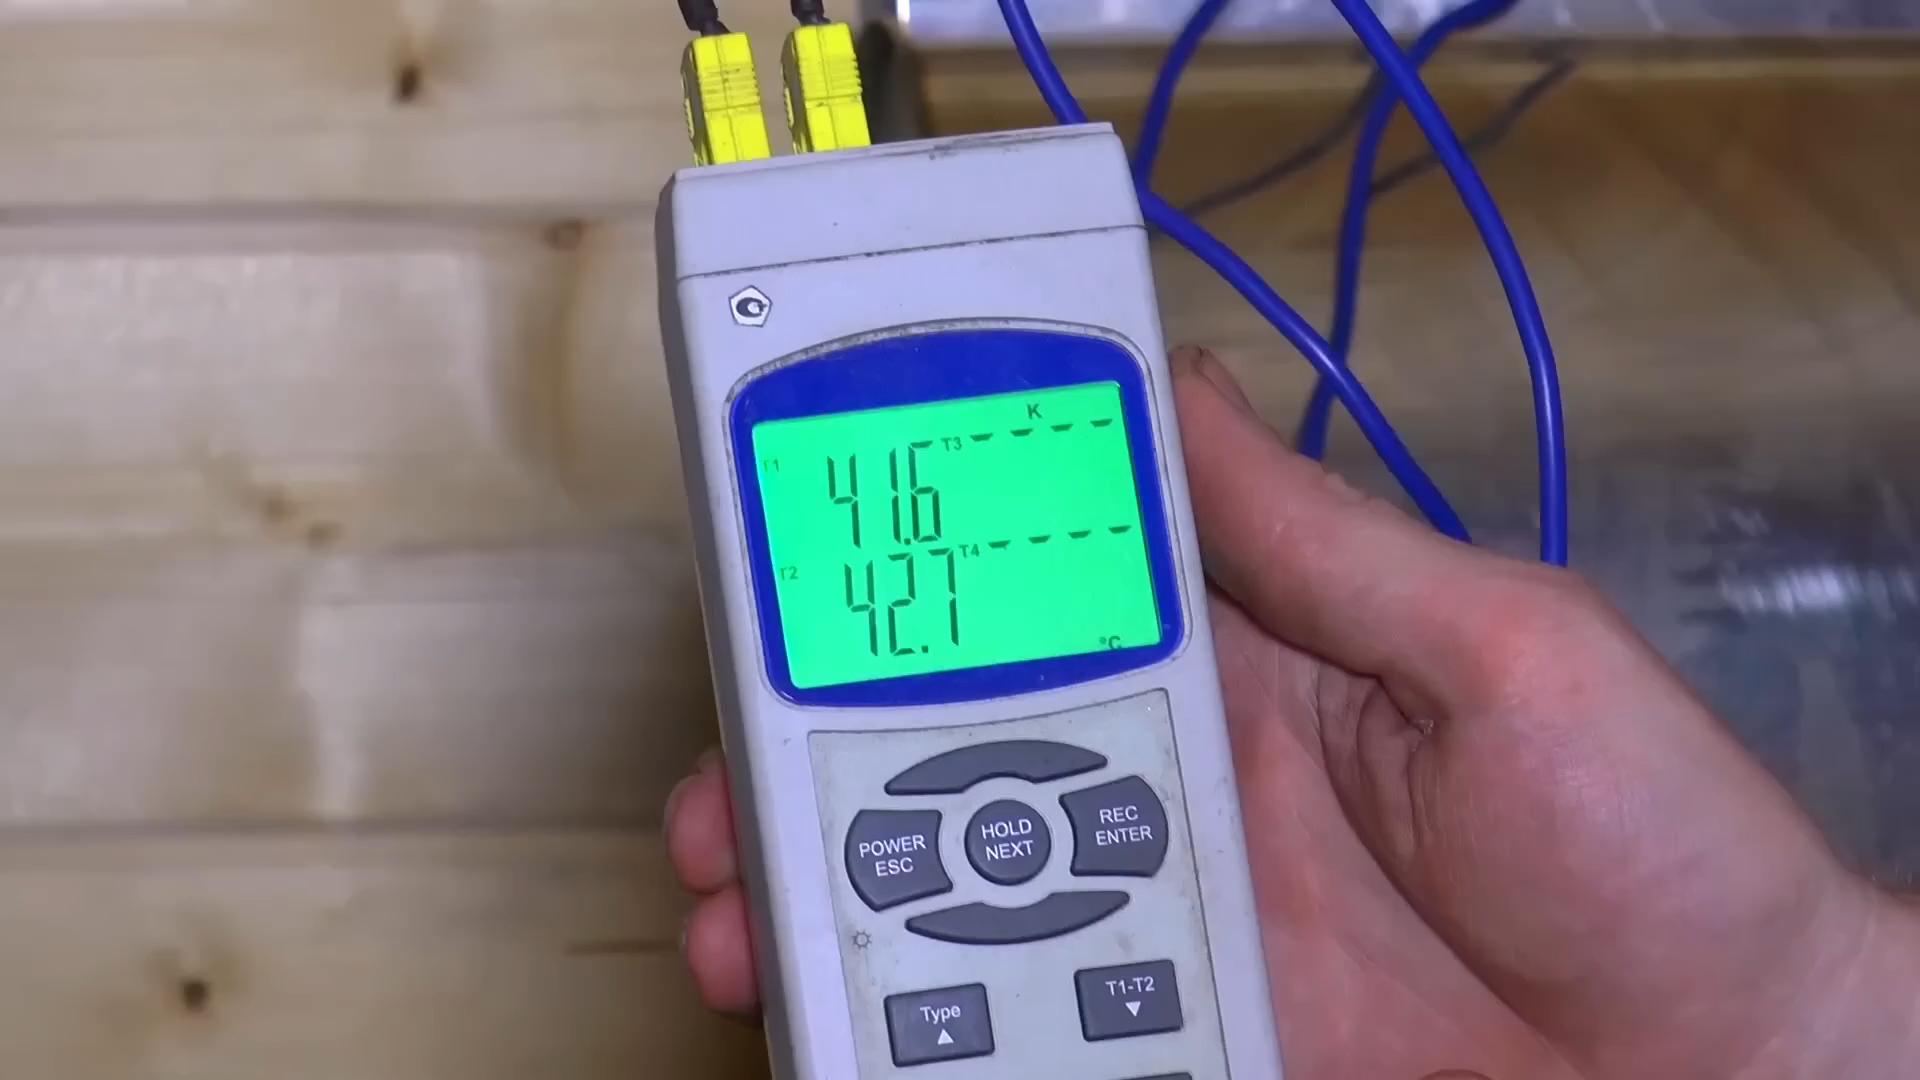 K
T1 41.6 T3 - - - -
T2 42.7 T4 - - - -
°C
POWER ESC
HOLD NEXT
REC ENTER
Type ▲
T1-T2 ▼